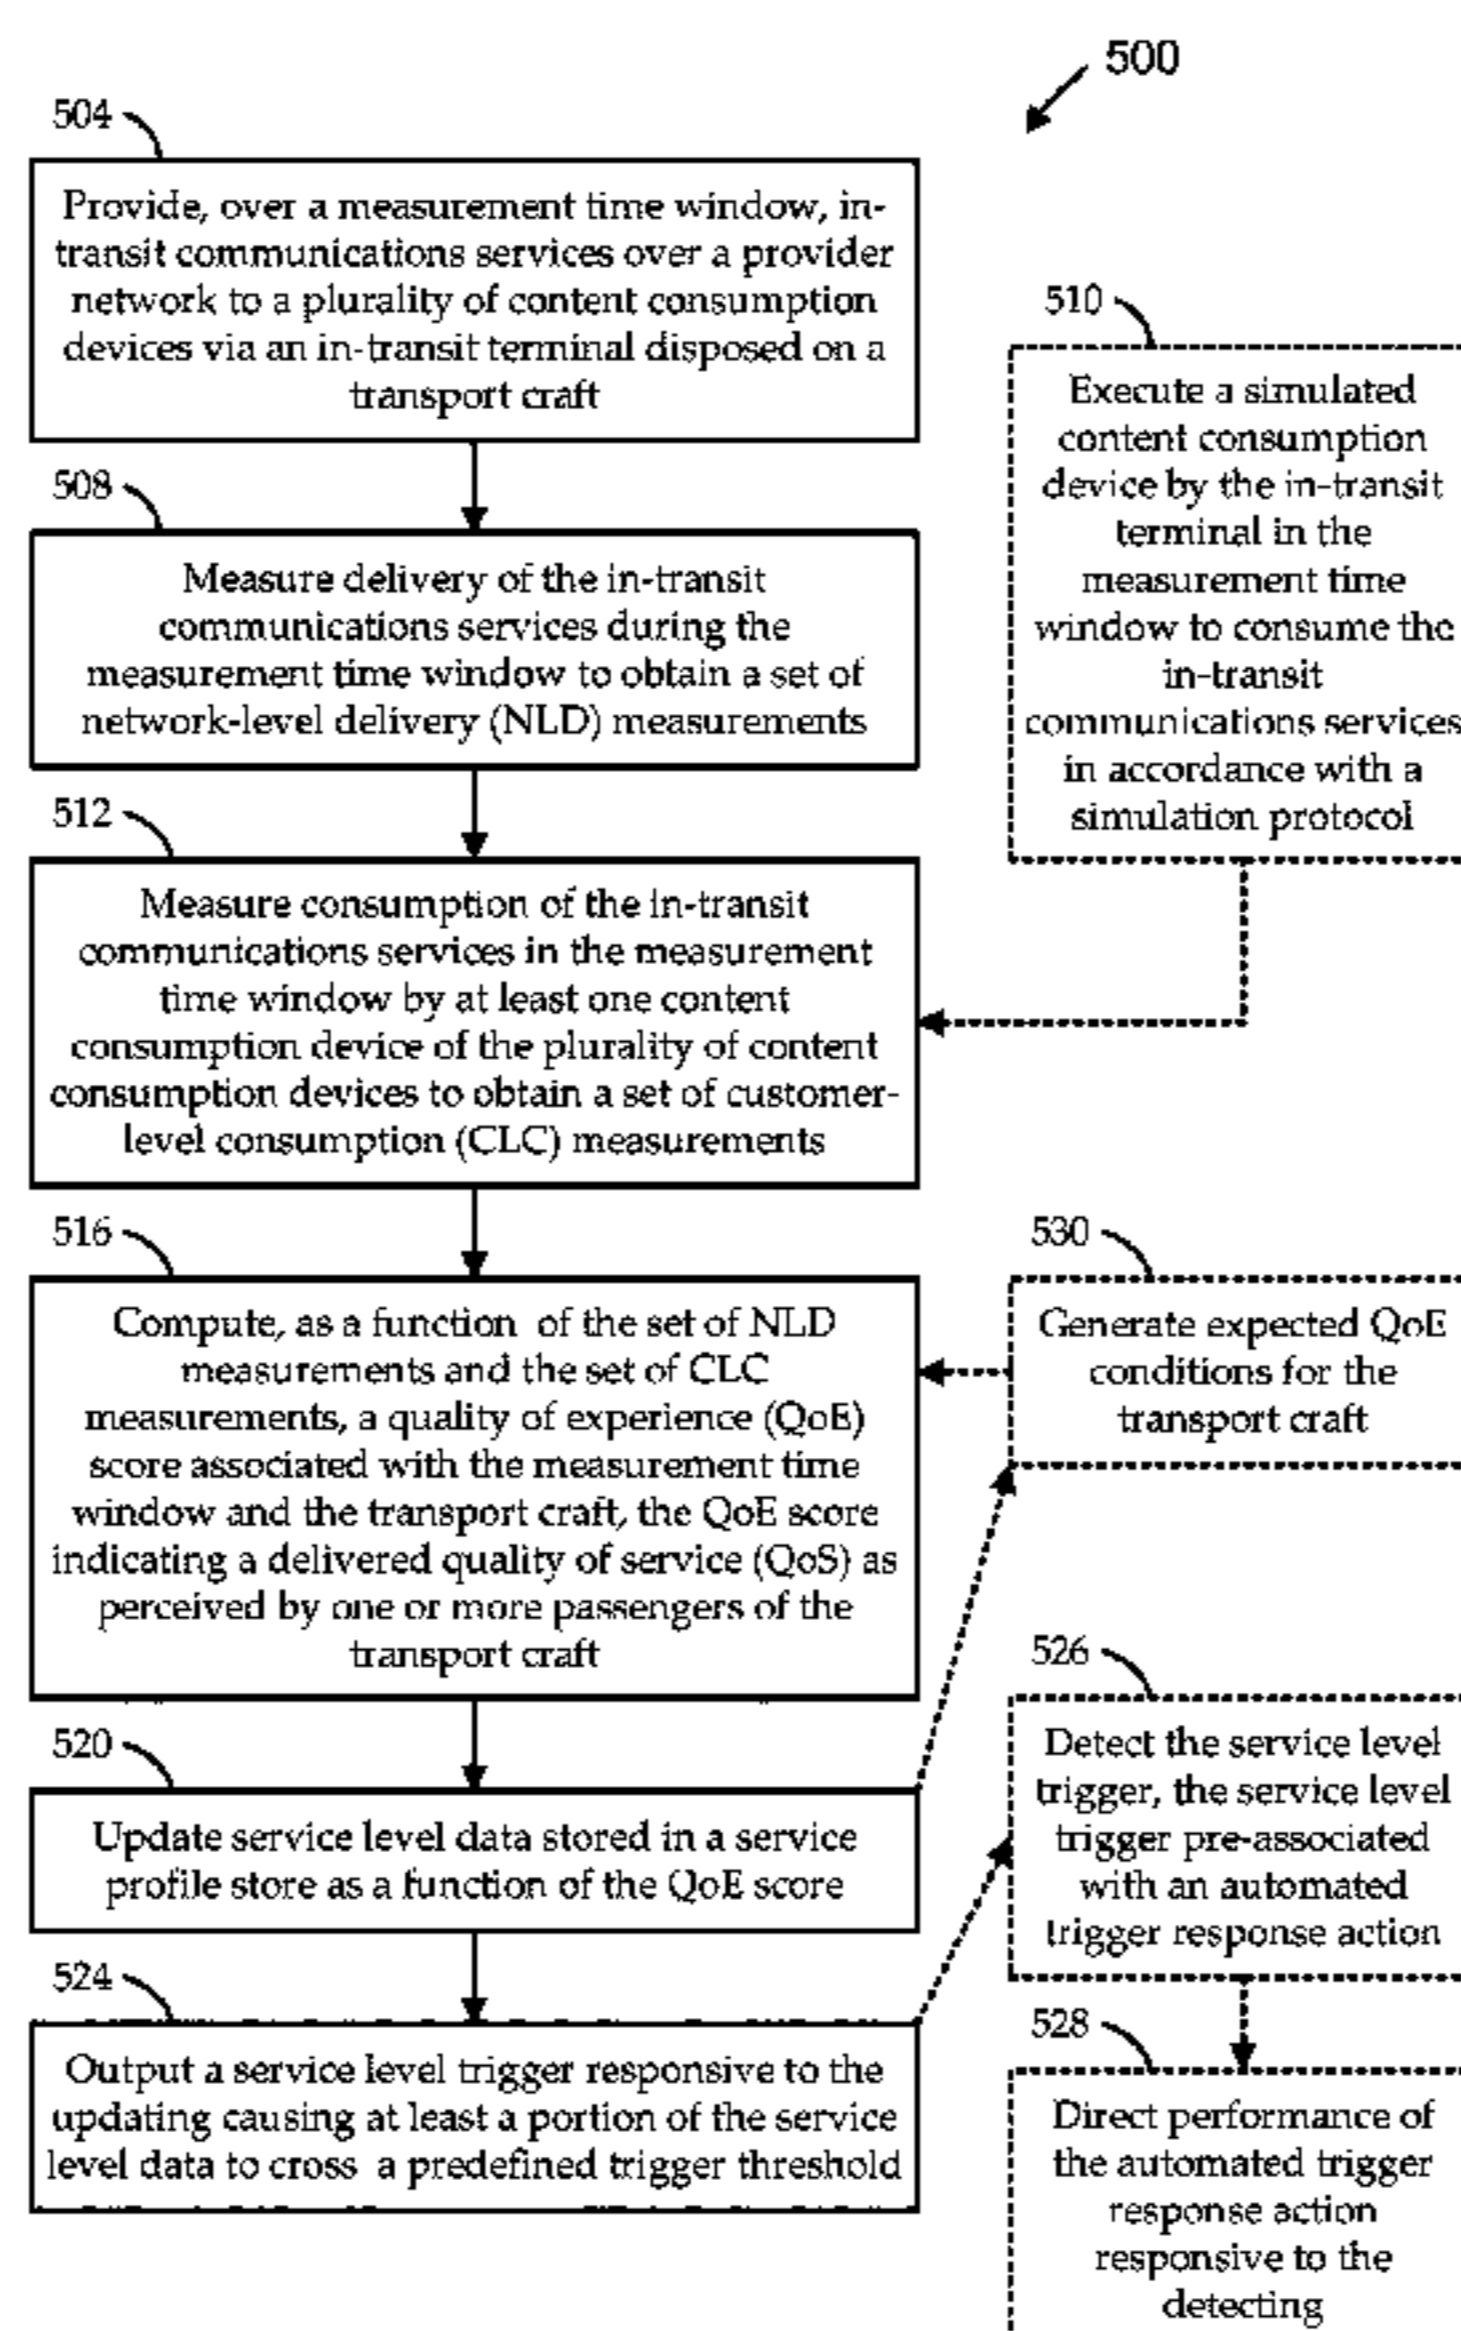 500
504
Provide, over a measurement time window, in-
transit communications services over a provider
network to a plurality of content consumption
devices via an in-transit terminal disposed on a
transport craft
508
Measure delivery of the in-transit
communications services during the
measurement time window to obtain a set of
network-level delivery (NLD) measurements
510
Execute a simulated
content consumption
device by the in-transit
terminal in the
measurement time
window to consume the
in-transit
communications services
in accordance with a
simulation protocol
512
Measure consumption of the in-transit
communications services in the measurement
time window by at least one content
consumption device of the plurality of content
consumption devices to obtain a set of customer-
level consumption (CLC) measurements
516
Compute, as a function of the set of NLD
measurements and the set of CLC
measurements, a quality of experience (QoE)
score associated with the measurement time
window and the transport craft, the QoE score
indicating a delivered quality of service (QoS) as
perceived by one or more passengers of the
transport craft
530
Generate expected QoE
conditions for the
transport craft
520
Update service level data stored in a service
profile store as a function of the QoE score
524
Output a service level trigger responsive to the
updating causing at least a portion of the service
level data to cross a predefined trigger threshold
526
Detect the service level
trigger, the service level
trigger pre-associated
with an automated
trigger response action
528
Direct performance of
the automated trigger
response action
responsive to the
detecting